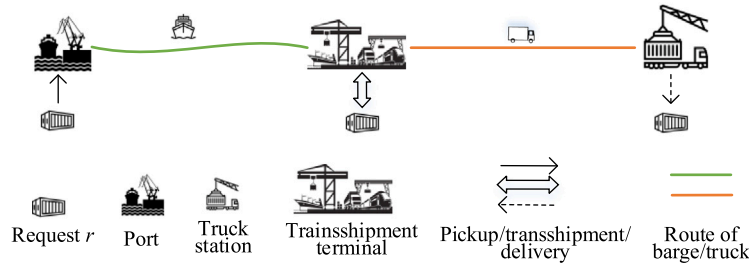 Request r
Port
Truck
station
Trainsshipment
terminal
Pickup/transshipment/
delivery
Route of
barge/truck